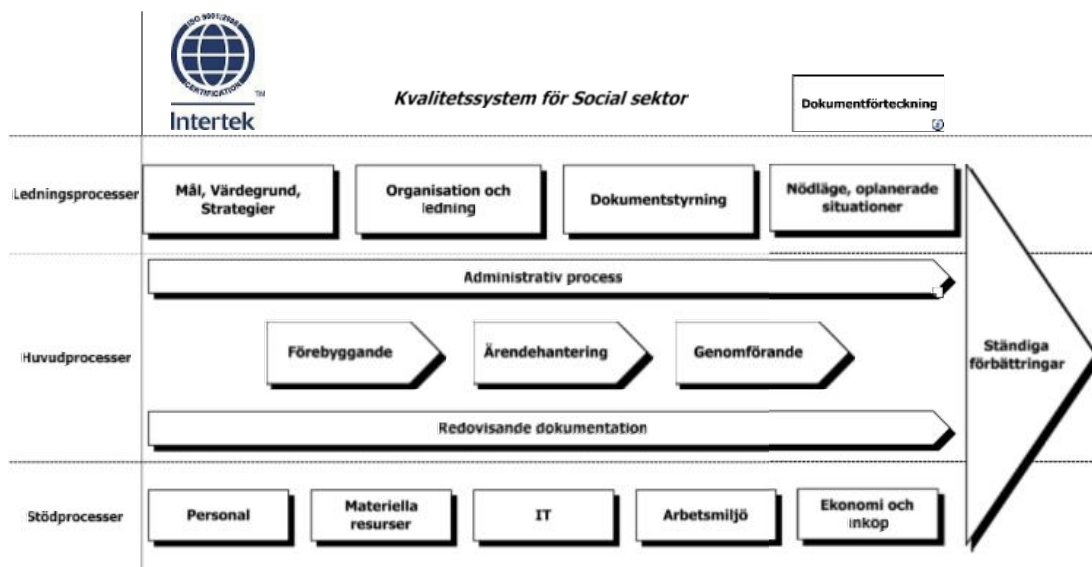 ISO 9001:2008
CERTIFICATION
TM
Intertek
Kvalitetssystem för Social sektor
Dokumentförteckning
Ledningsprocesser
Mål, Värdegrund,
Strategier
Organisation och
ledning
Dokumentstyrning
Nödläge, oplanerade
situationer
Administrativ process
Huvudprocesser
Förebyggande
Ärendehantering
Genomförande
Ständiga
förbättringar
Redovisande dokumentation
Stödprocesser
Personal
Materiella
resurser
IT
Arbetsmiljö
Ekonomi och
inköp